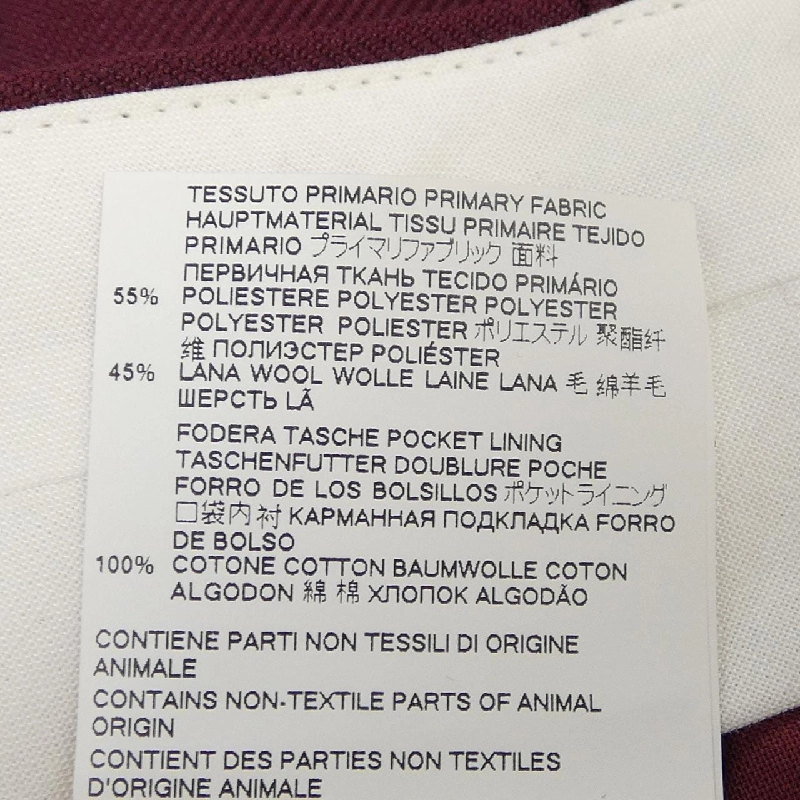 TESSUTO PRIMARIO PRIMARY FABRIC
HAUPTMATERIAL TISSU PRIMAIRE TEJIDO
PRIMARIO プライマリファブリック 面料
ПЕРВИЧНАЯ ТКАНЬ TECIDO PRIMÁRIO
55% POLIESTERE POLYESTER POLYESTER
POLYESTER POLIESTER ポリエステル 聚酯纤
维 ПОЛИЭСТЕР POLIÉSTER
45% LANA WOOL WOLLE LAINE LANA 毛 绵羊毛
ШЕРСТЬ LÃ
FODERA TASCHE POCKET LINING
TASCHENFUTTER DOUBLURE POCHE
FORRO DE LOS BOLSILLOS ポケットライニング
口袋内衬 КАРМАННАЯ ПОДКЛАДКА FORRO
DE BOLSO
100% COTONE COTTON BAUMWOLLE COTON
ALGODON 綿 棉 ХЛОПОК ALGODÃO
CONTIENE PARTI NON TESSILI DI ORIGINE
ANIMALE
CONTAINS NON-TEXTILE PARTS OF ANIMAL
ORIGIN
CONTIENT DES PARTIES NON TEXTILES
D'ORIGINE ANIMALE